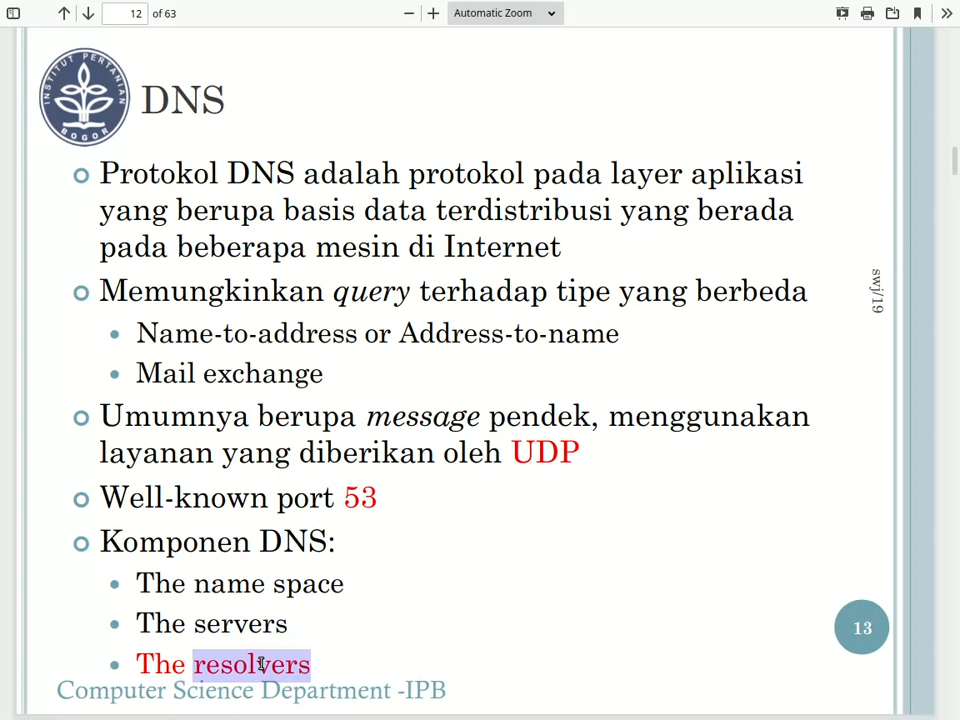 12 of 63
Automatic Zoom
INSTITUT PERTANIAN BOGOR
DNS
Protokol DNS adalah protokol pada layer aplikasi
yang berupa basis data terdistribusi yang berada
pada beberapa mesin di Internet
Memungkinkan query terhadap tipe yang berbeda
Name-to-address or Address-to-name
Mail exchange
Umumnya berupa message pendek, menggunakan
layanan yang diberikan oleh UDP
Well-known port 53
Komponen DNS:
The name space
The servers
The resolvers
swj/19
13
Computer Science Department -IPB